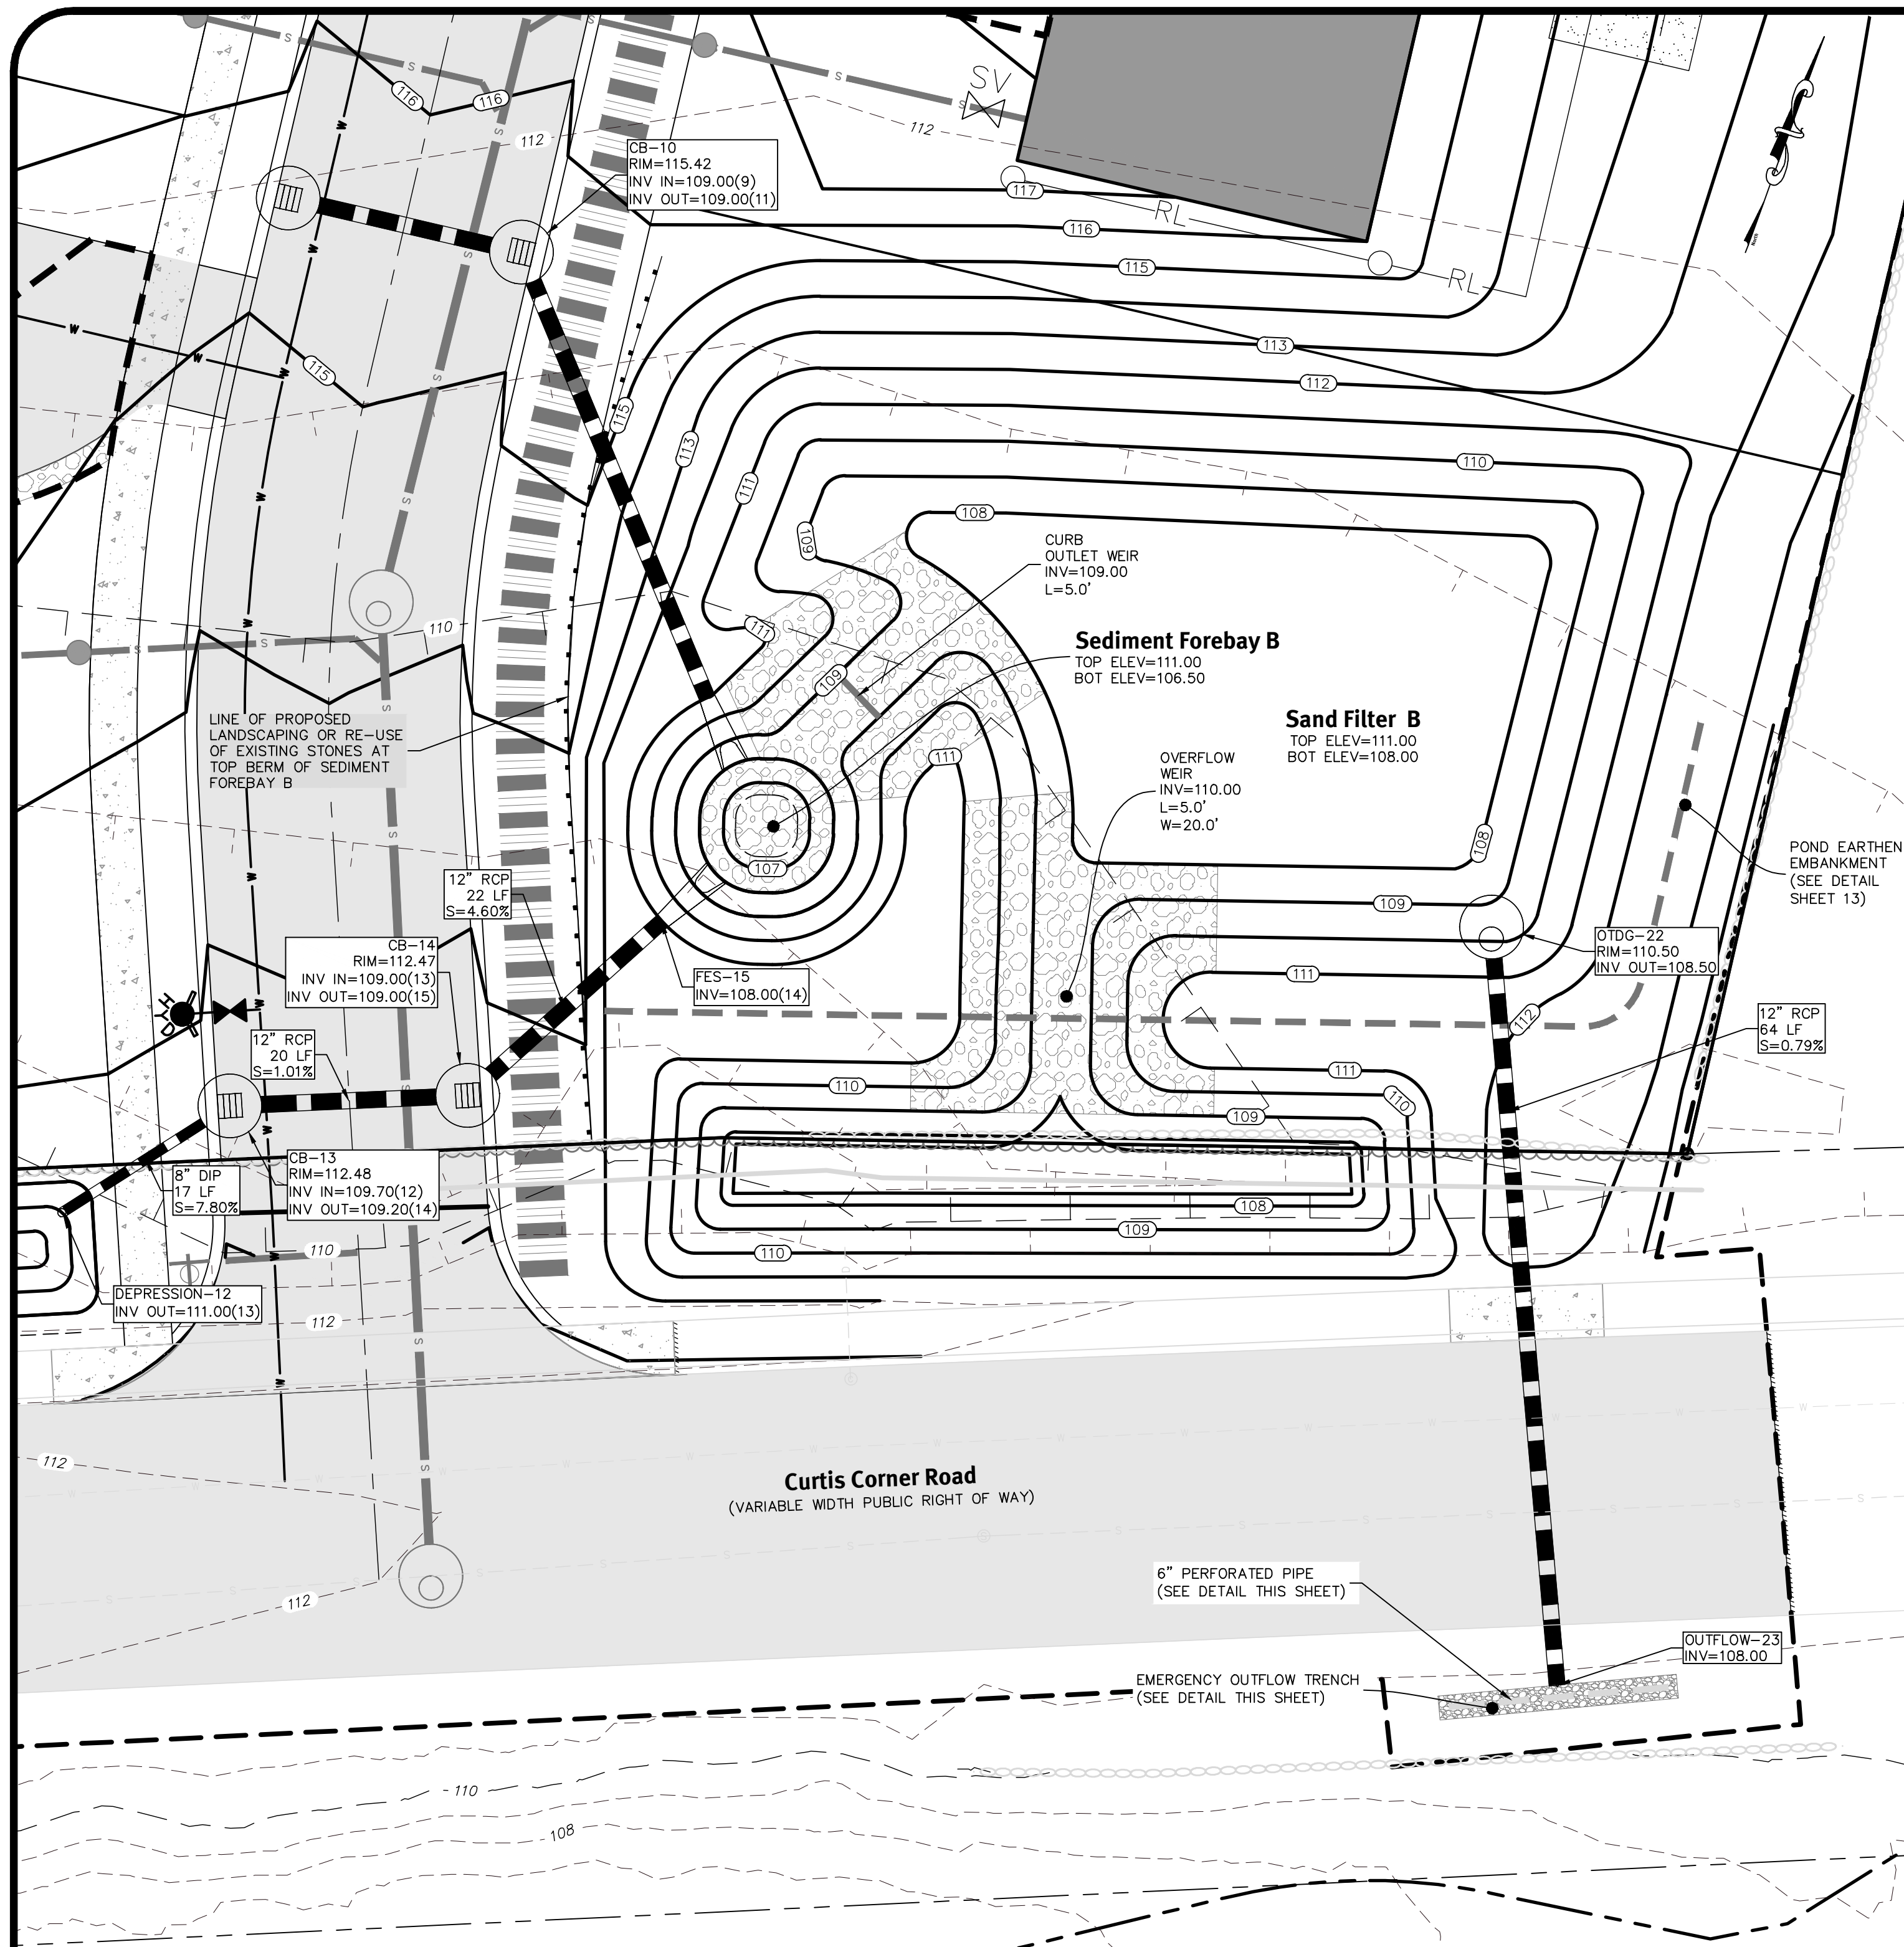 116
116
112
SV
112
CB-10
RIM=115.42
INV IN=109.00(9)
INV OUT=109.00(11)
117
RL
116
115
RL
North
113
112
115
115
113
111
110
109
108
CURB
OUTLET WEIR
INV=109.00
L=5.0'
110
111
Sediment Forebay B
TOP ELEV=111.00
BOT ELEV=106.50
109
LINE OF PROPOSED
LANDSCAPING OR RE-USE
OF EXISTING STONES AT
TOP BERM OF SEDIMENT
FOREBAY B
Sand Filter B
TOP ELEV=111.00
BOT ELEV=108.00
111
OVERFLOW
WEIR
INV=110.00
L=5.0'
W=20.0'
108
107
POND EARTHEN
EMBANKMENT
(SEE DETAIL
SHEET 13)
12" RCP
22 LF
S=4.60%
109
CB-14
RIM=112.47
INV IN=109.00(13)
INV OUT=109.00(15)
FES-15
INV=108.00(14)
111
OTDG-22
RIM=110.50
INV OUT=108.50
HYD
112
12" RCP
64 LF
S=0.79%
12" RCP
20 LF
S=1.01%
110
111
110
109
8" DIP
17 LF
S=7.80%
CB-13
RIM=112.48
INV IN=109.70(12)
INV OUT=109.20(14)
108
109
110
110
DEPRESSION-12
INV OUT=111.00(13)
112
112
Curtis Corner Road
(VARIABLE WIDTH PUBLIC RIGHT OF WAY)
112
6" PERFORATED PIPE
(SEE DETAIL THIS SHEET)
OUTFLOW-23
INV=108.00
EMERGENCY OUTFLOW TRENCH
(SEE DETAIL THIS SHEET)
110
108